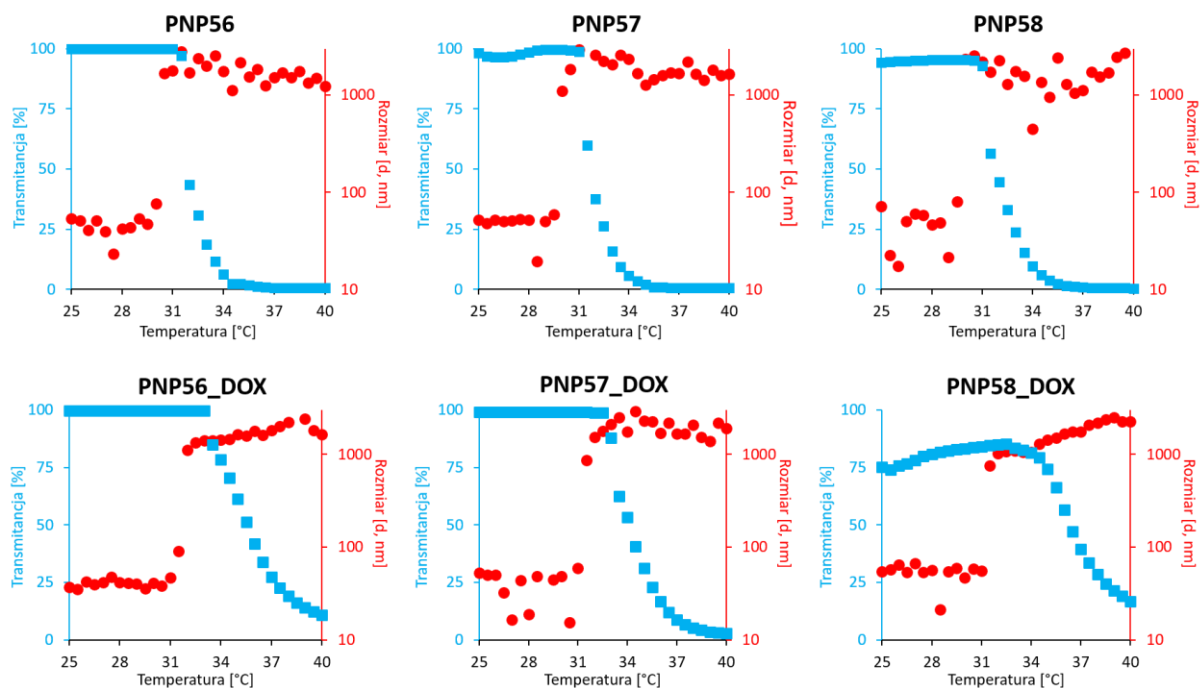 PNP56
100
75
50
25
0
Transmitancja [%]
1000
100
10
Rozmiar [d, nm]
25 28 31 34 37 40
Temperatura [°C]
PNP57
100
75
50
25
0
Transmitancja [%]
1000
100
10
Rozmiar [d, nm]
25 28 31 34 37 40
Temperatura [°C]
PNP58
100
75
50
25
0
Transmitancja [%]
1000
100
10
Rozmiar [d, nm]
25 28 31 34 37 40
Temperatura [°C]
PNP56_DOX
100
75
50
25
0
Transmitancja [%]
1000
100
10
Rozmiar [d, nm]
25 28 31 34 37 40
Temperatura [°C]
PNP57_DOX
100
75
50
25
0
Transmitancja [%]
1000
100
10
Rozmiar [d, nm]
25 28 31 34 37 40
Temperatura [°C]
PNP58_DOX
100
75
50
25
0
Transmitancja [%]
1000
100
10
Rozmiar [d, nm]
25 28 31 34 37 40
Temperatura [°C]